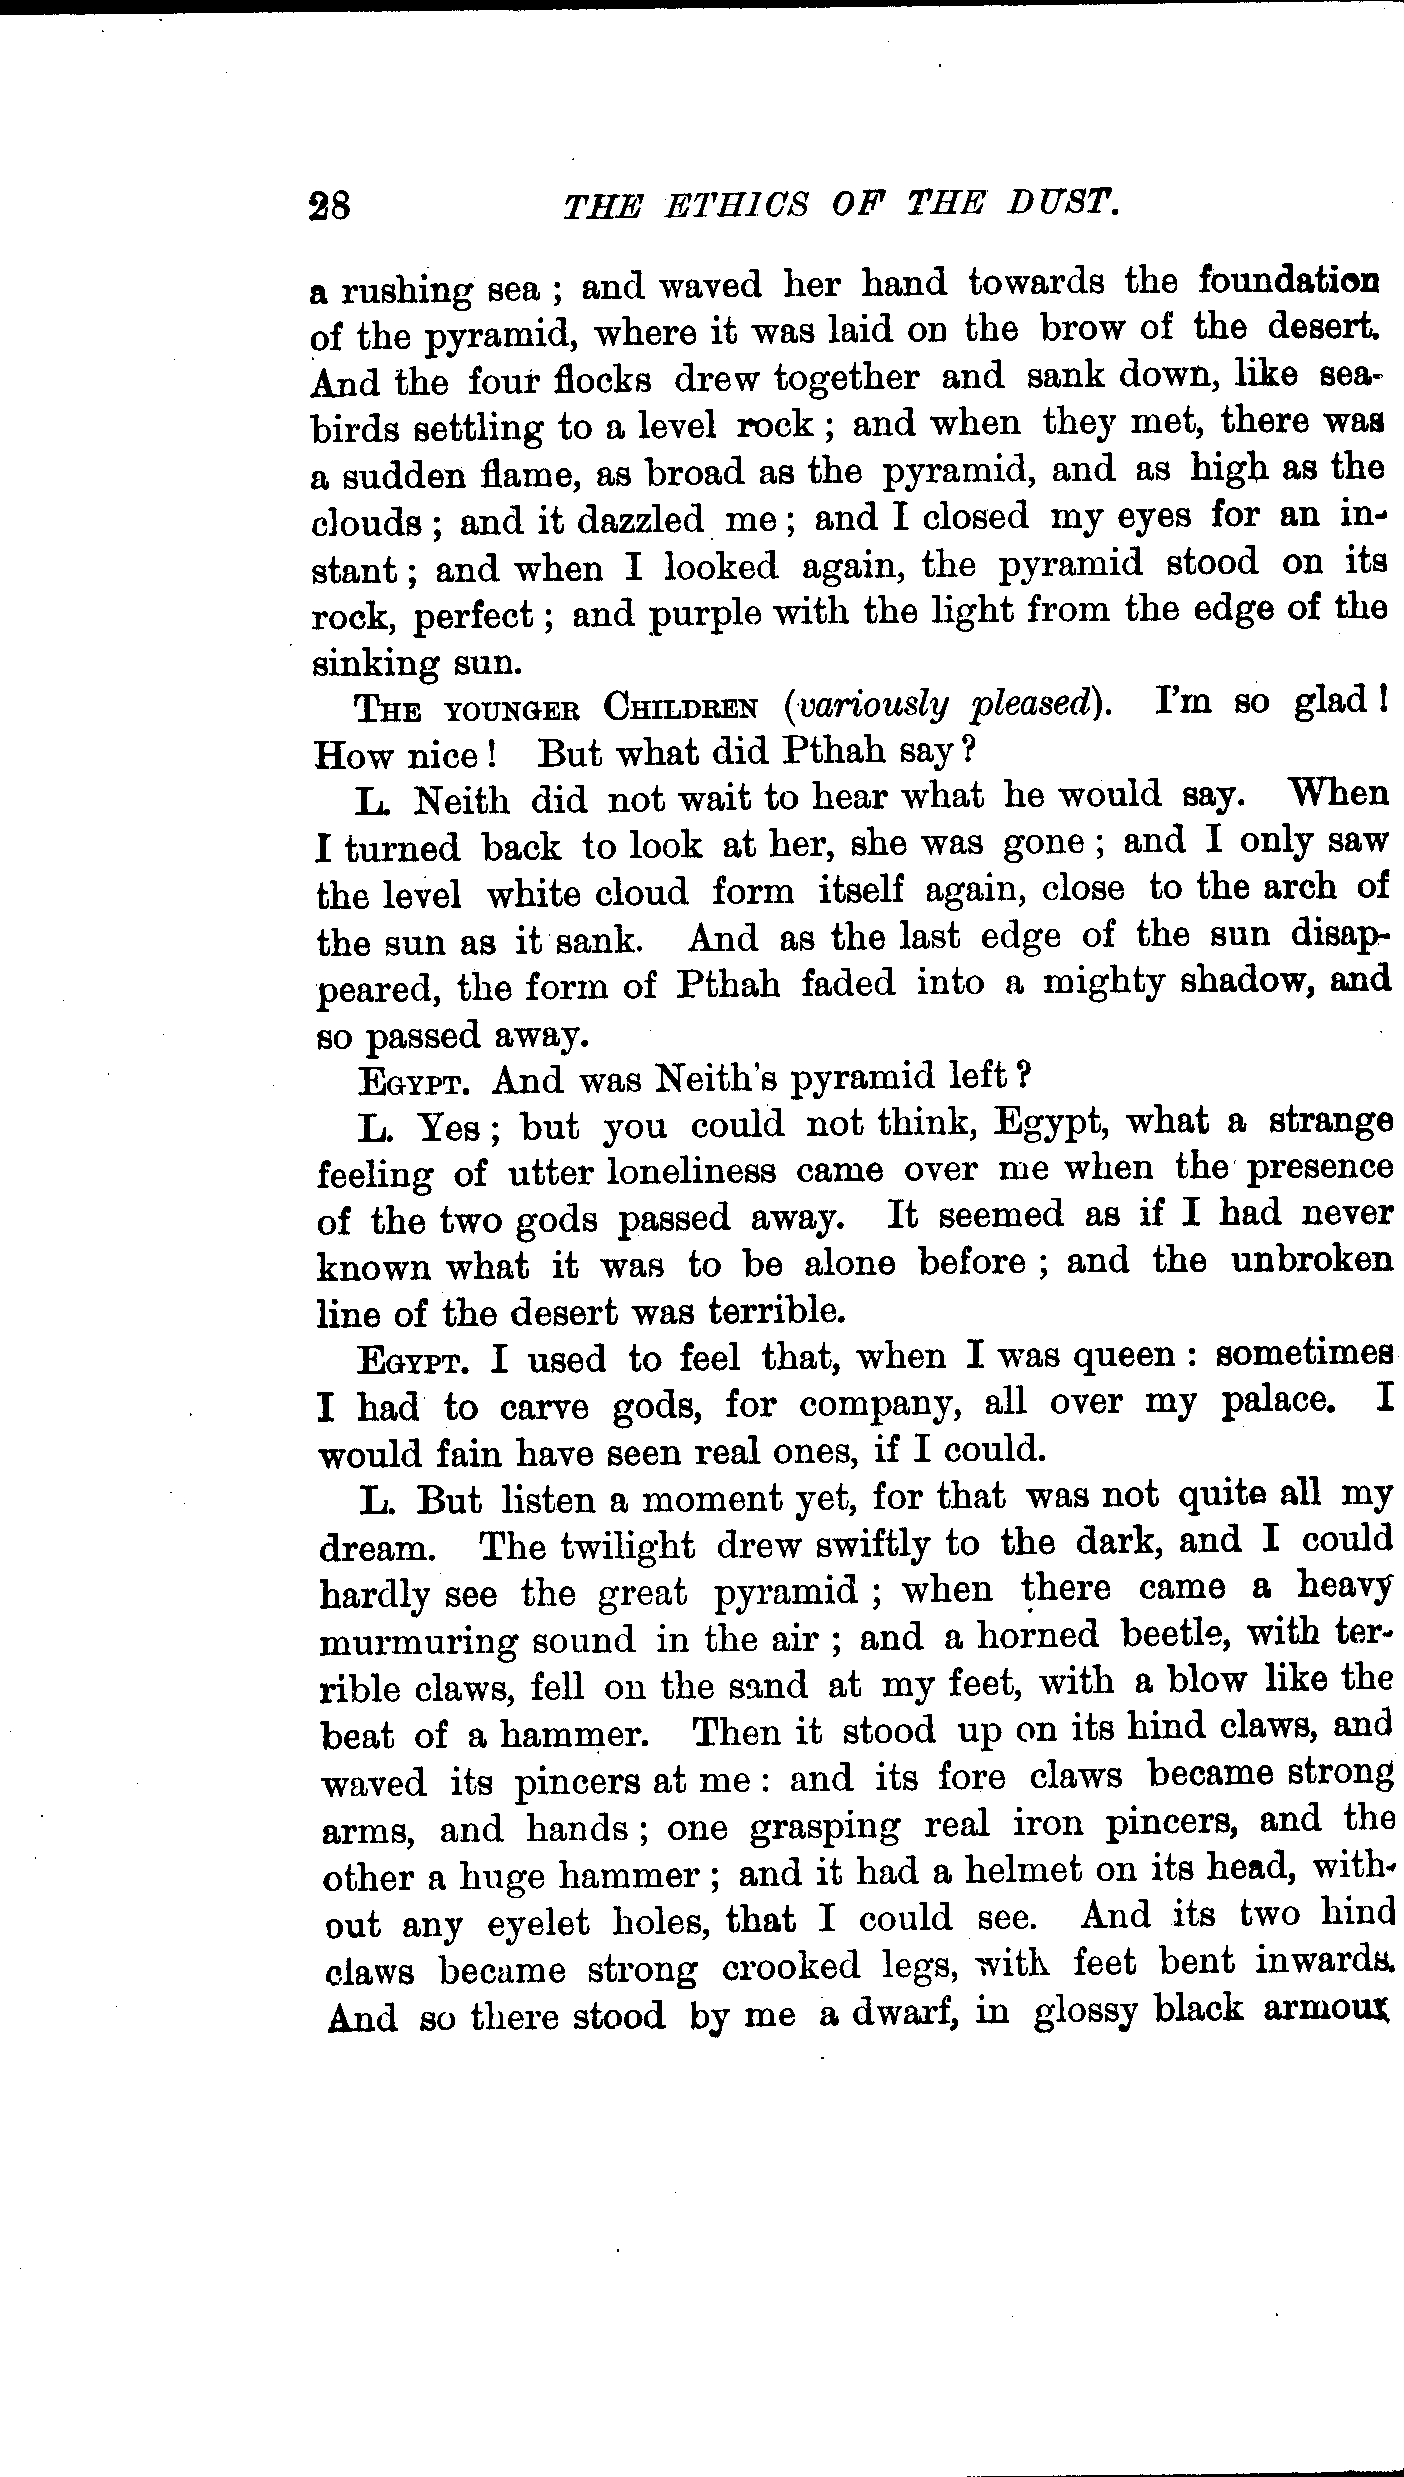 28 THE ETHICS OF THE DUST.
a rushing sea ; and waved her hand towards the foundation
of the pyramid, where it was laid on the brow of the desert.
And the four flocks drew together and sank down, like sea-
birds settling to a level rock ; and when they met, there was
a sudden flame, as broad as the pyramid, and as high as the
clouds ; and it dazzled me ; and I closed my eyes for an in-
stant ; and when I looked again, the pyramid stood on its
rock, perfect ; and purple with the light from the edge of the
sinking sun.
THE YOUNGER CHILDREN (variously pleased). I'm so glad !
How nice ! But what did Pthah say ?
L. Neith did not wait to hear what he would say. When
I turned back to look at her, she was gone ; and I only saw
the level white cloud form itself again, close to the arch of
the sun as it sank. And as the last edge of the sun disap-
peared, the form of Pthah faded into a mighty shadow, and
so passed away.
EGYPT. And was Neith's pyramid left ?
L. Yes ; but you could not think, Egypt, what a strange
feeling of utter loneliness came over me when the presence
of the two gods passed away. It seemed as if I had never
known what it was to be alone before ; and the unbroken
line of the desert was terrible.
EGYPT. I used to feel that, when I was queen : sometimes
I had to carve gods, for company, all over my palace. I
would fain have seen real ones, if I could.
L. But listen a moment yet, for that was not quite all my
dream. The twilight drew swiftly to the dark, and I could
hardly see the great pyramid ; when there came a heavy
murmuring sound in the air ; and a horned beetle, with ter-
rible claws, fell on the sand at my feet, with a blow like the
beat of a hammer. Then it stood up on its hind claws, and
waved its pincers at me : and its fore claws became strong
arms, and hands ; one grasping real iron pincers, and the
other a huge hammer ; and it had a helmet on its head, with-
out any eyelet holes, that I could see. And its two hind
claws became strong crooked legs, with feet bent inwards.
And so there stood by me a dwarf, in glossy black armour